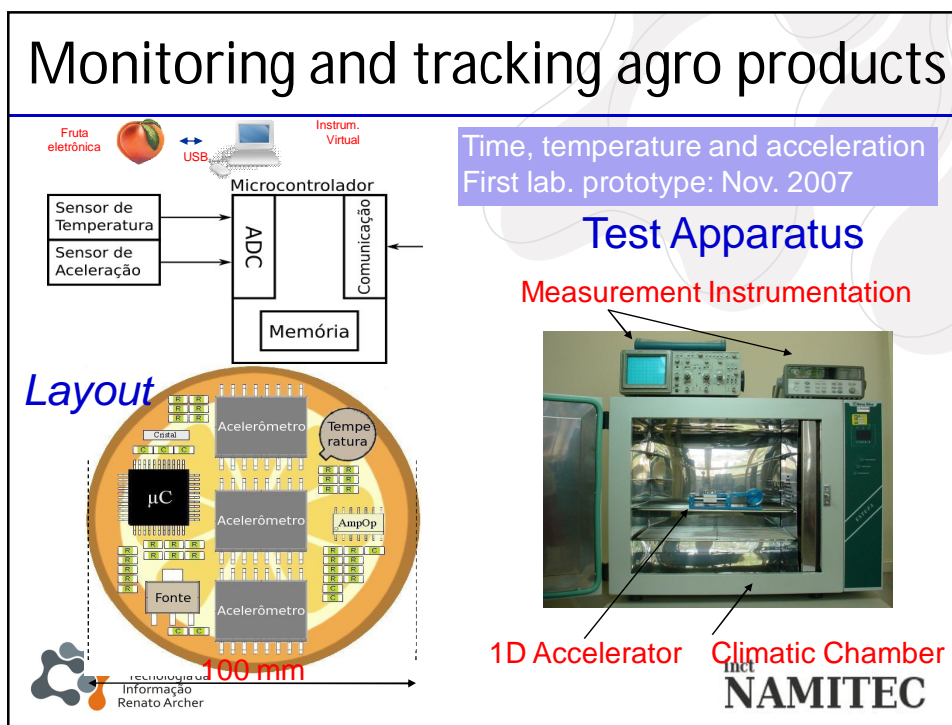 Monitoring and tracking agro products
Fruta
eletrônica
USB
Instrum.
Virtual
Microcontrolador
Sensor de
Temperatura
Sensor de
Aceleração
ADC
Comunicação
Memória
Layout
Acelerômetro
Tempe
ratura
Cristal
R R
R R
R R
C C C
µC
Acelerômetro
R R
R R
R R
AmpOp
R R R
R R R
R
R
R
R
R
R R C
R R
R R
R R
C
C
Fonte
Acelerômetro
C C
100 mm
Tecnologia da
Informação
Renato Archer
Time, temperature and acceleration
First lab. prototype: Nov. 2007
Test Apparatus
Measurement Instrumentation
1D Accelerator
Climatic Chamber
inct
NAMITEC